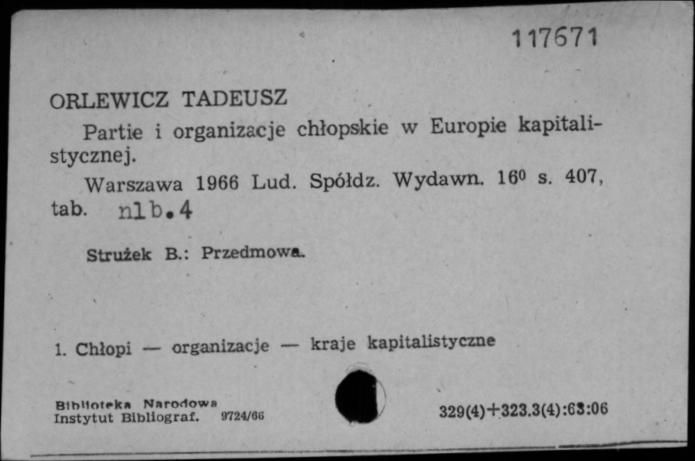 117671
ORLEWICZ TADEUSZ
Partie i organizacje chłopskie w Europie kapitali-
stycznej.
Warszawa 1966 Lud. Spółdz. Wydawn. 16⁰ s. 407,
tab. nlb.4
Strużek B.: Przedmowa.
1. Chłopi — organizacje — kraje kapitalistyczne
Biblioteka Narodowa
Instytut Bibliograf. 9724/66
329(4)+323.3(4):63:06